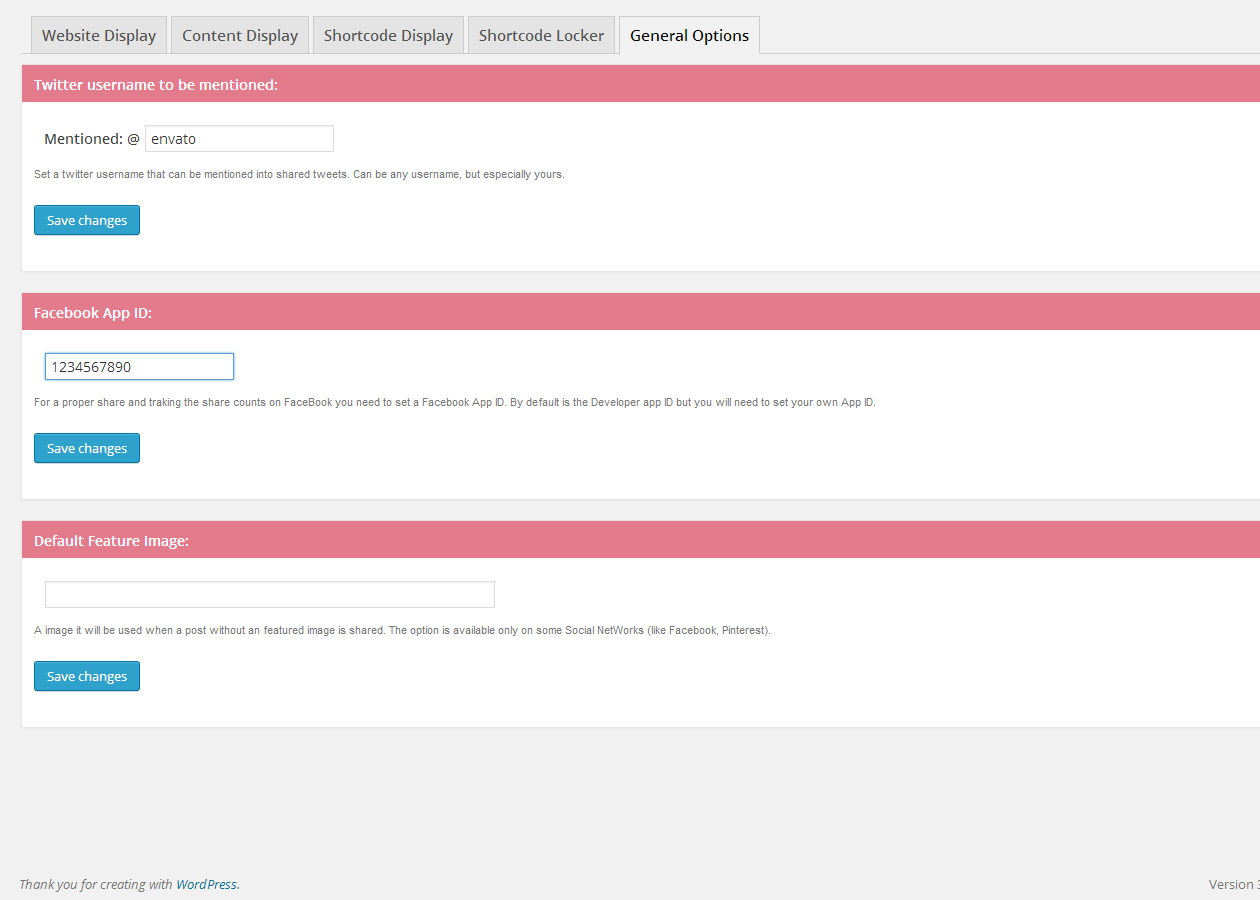 Website Display Content Display Shortcode Display Shortcode Locker General Options
Twitter username to be mentioned:
Mentioned: @ envato
Set a twitter username that can be mentioned into shared tweets. Can be any username, but especially yours.
Save changes
Facebook App ID:
1234567890
For a proper share and traking the share counts on FaceBook you need to set a Facebook App ID. By default is the Developer app ID but you will need to set your own App ID.
Save changes
Default Feature Image:
A image it will be used when a post without an featured image is shared. The option is available only on some Social NetWorks (like Facebook, Pinterest).
Save changes
Thank you for creating with WordPress. Version 3